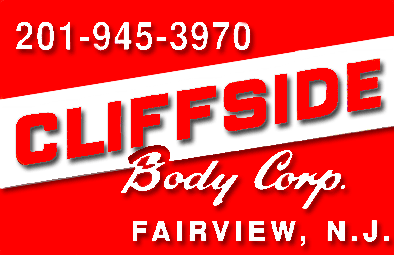 201-945-3970
CLIFFSIDE
Body Corp.
FAIRVIEW, N.J.